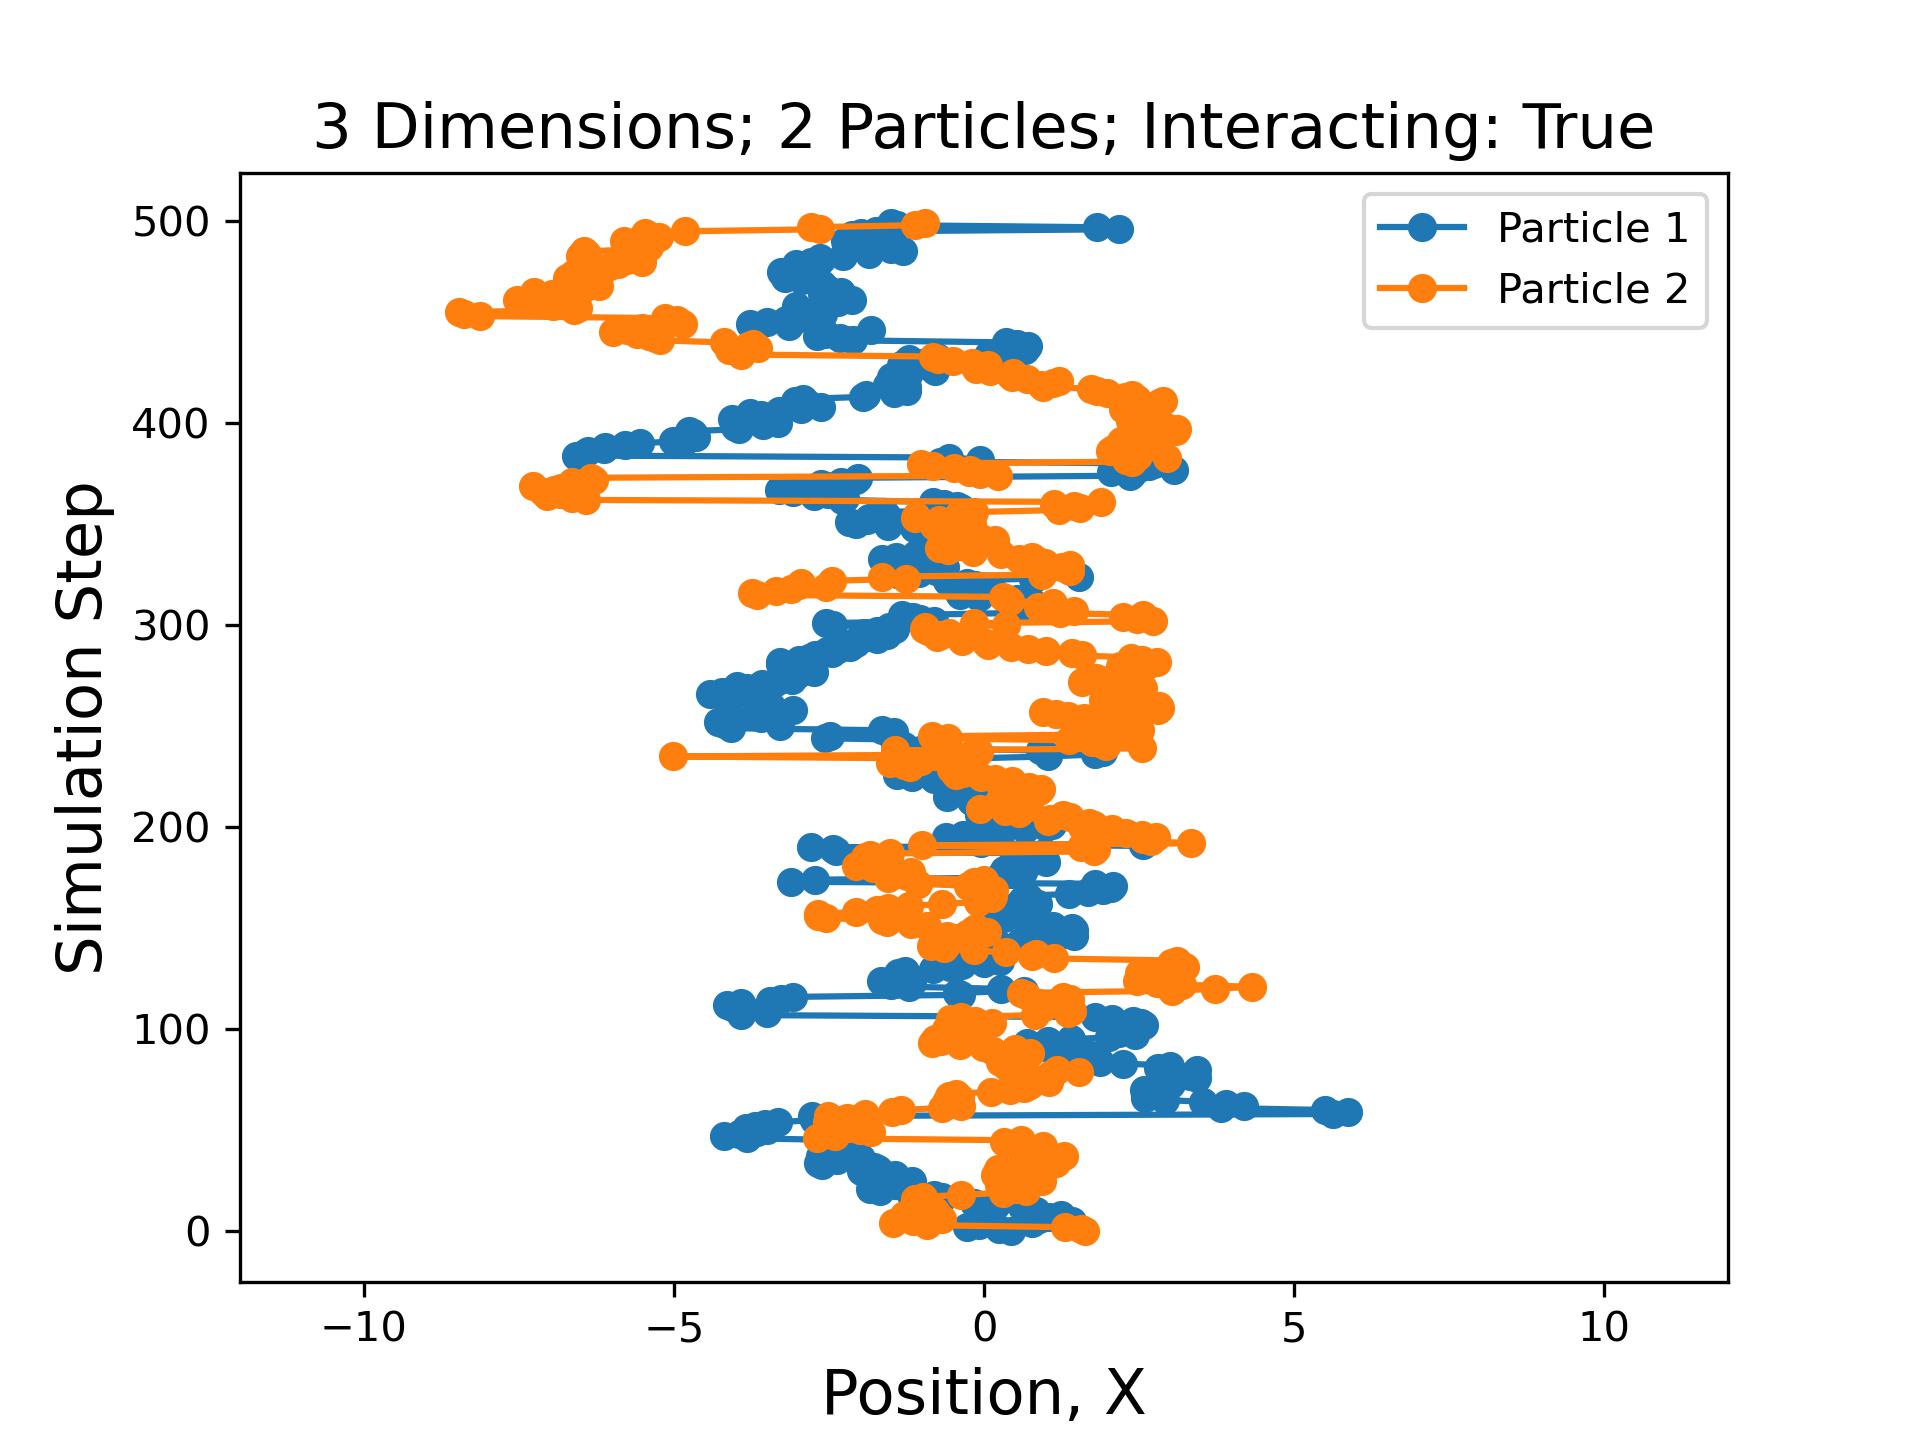 3 Dimensions; 2 Particles; Interacting: True
Particle 1
Particle 2
Simulation Step
500
400
300
200
100
0
−10
−5
0
5
10
Position, X